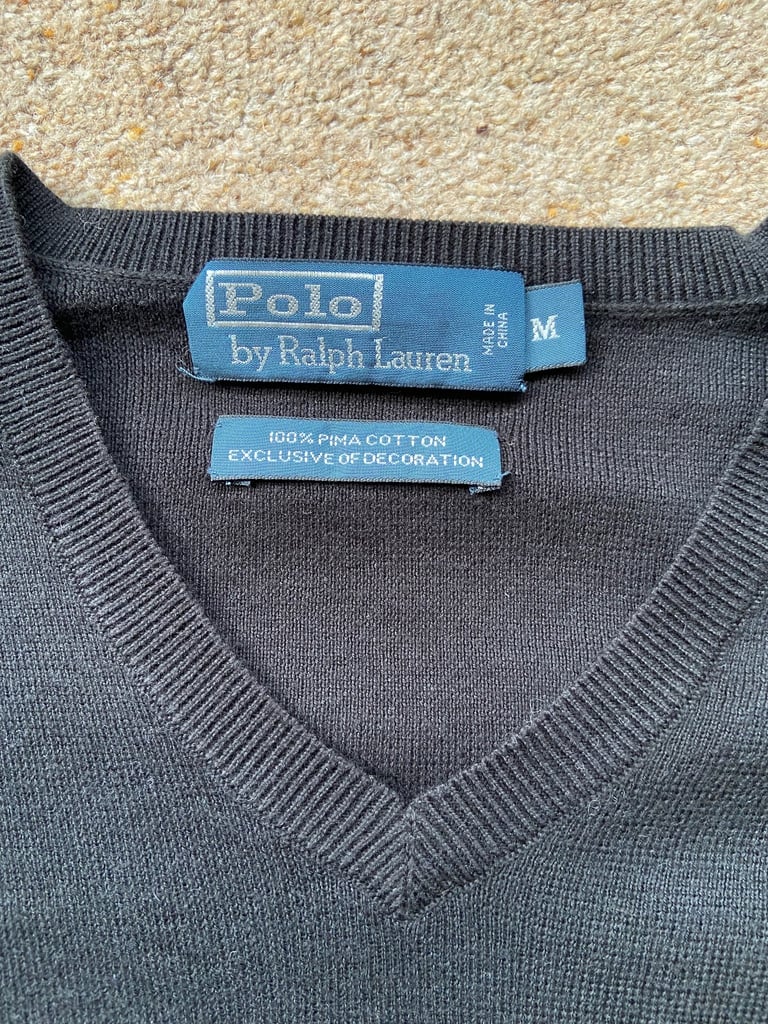 Polo
by Ralph Lauren
MADE IN
CHINA
M
100% PIMA COTTON
EXCLUSIVE OF DECORATION